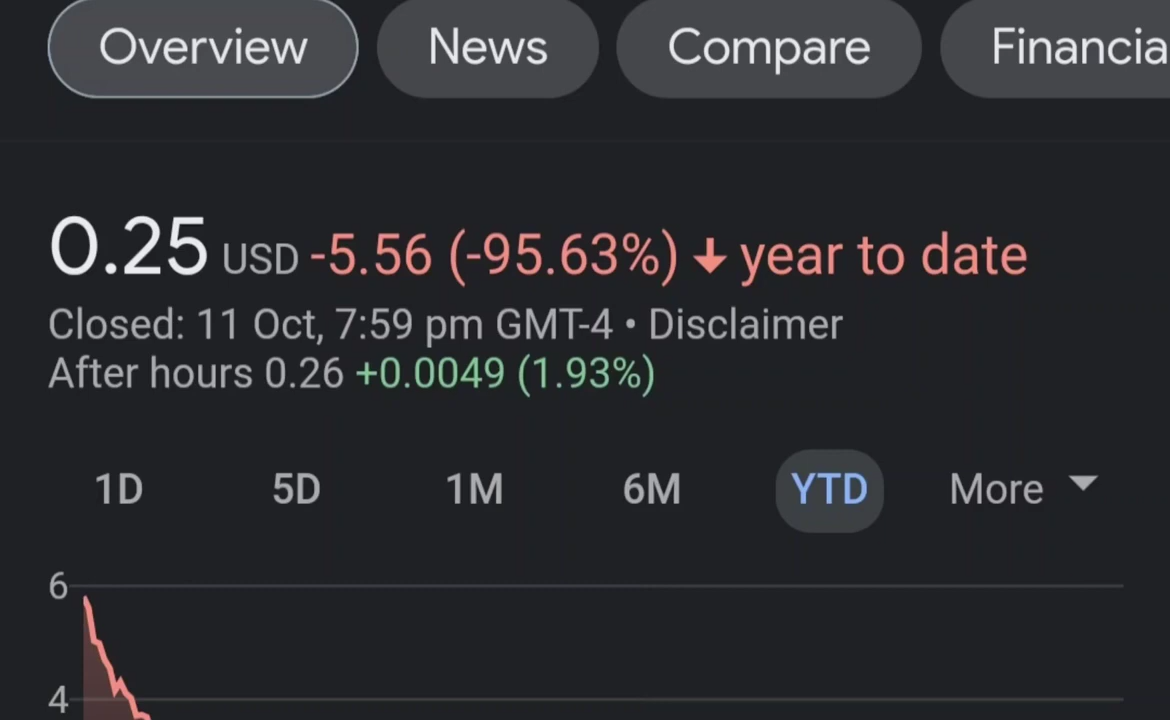 Overview News Compare Financia
0.25 USD -5.56 (-95.63%) ↓ year to date
Closed: 11 Oct, 7:59 pm GMT-4 • Disclaimer
After hours 0.26 +0.0049 (1.93%)
1D 5D 1M 6M YTD More
6
4